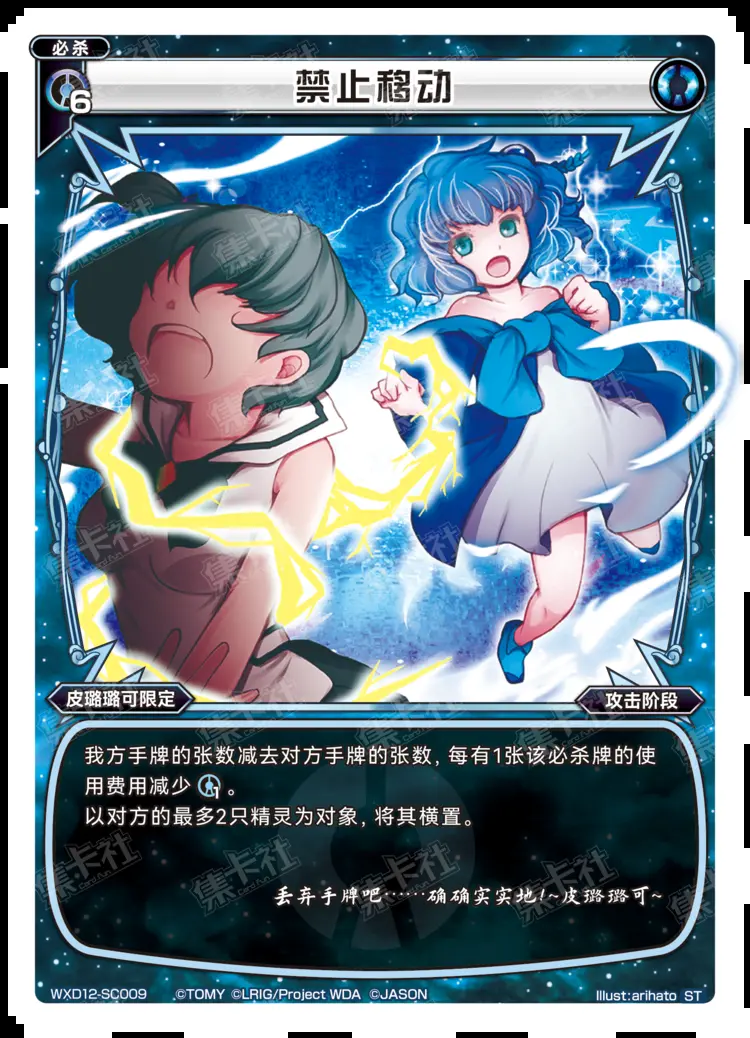 必杀
禁止移动
6
皮璐璐可限定
攻击阶段
我方手牌的张数减去对方手牌的张数，每有1张该必杀牌的使
用费用减少1。
以对方的最多2只精灵为对象，将其横置。
丢弃手牌吧……确确实实地！~皮璐璐可~
WXD12-SC009 ©TOMY ©LRIG/Project WDA ©JASON
Illust:arihato ST
集卡社